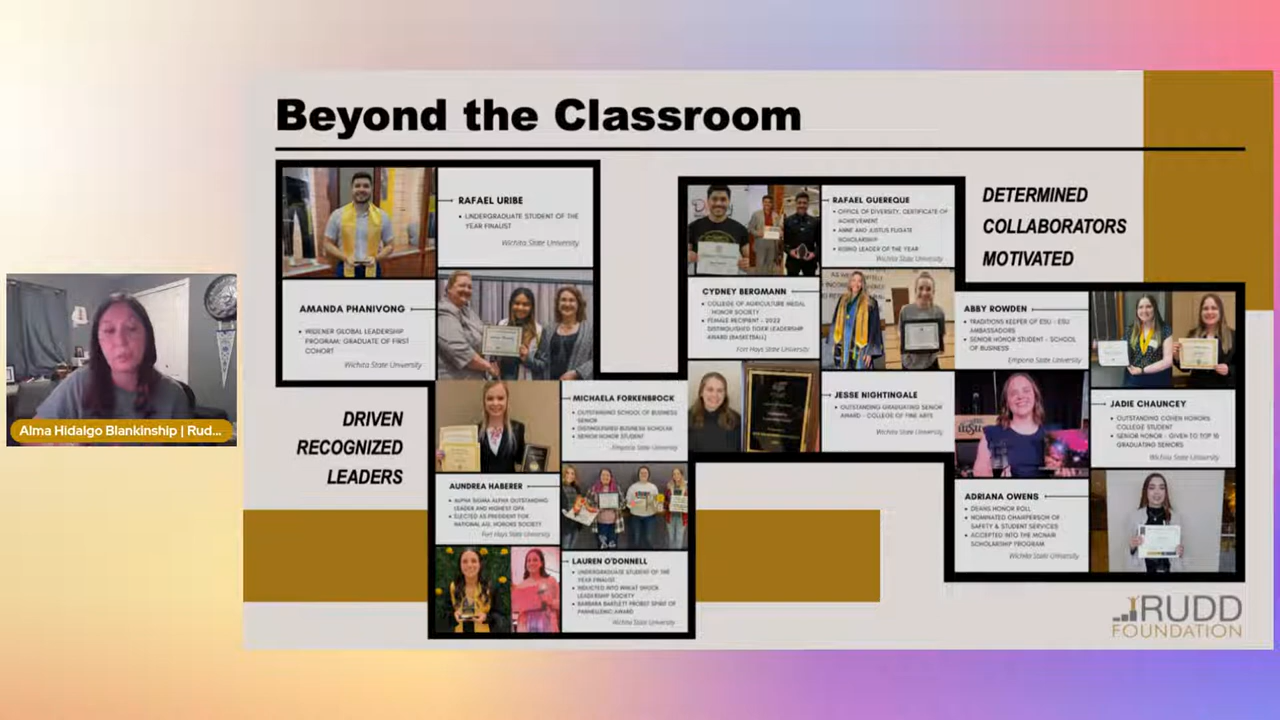 Beyond the Classroom
RAFAEL URIBE
• UNDERGRADUATE STUDENT OF THE
YEAR FINALIST
Wichita State University
AMANDA PHANIVONG
• WIDENER GLOBAL LEADERSHIP
PROGRAM: GRADUATE OF FIRST
COHORT
Wichita State University
DRIVEN
RECOGNIZED
LEADERS
MICHAELA FORKENBROCK
• OUTSTANDING SCHOOL OF BUSINESS
SENIOR
• DISTINGUISHED BUSINESS SCHOLAR
• SENIOR HONOR STUDENT
Emporia State University
AUNDREA HABERER
• ALPHA SIGMA ALPHA OUTSTANDING
LEADER AND HIGHEST GPA
• ELECTED AS PRESIDENT FOR
NATIONAL AG. HONORS SOCIETY
Fort Hays State University
LAUREN O'DONNELL
• UNDERGRADUATE STUDENT OF THE
YEAR FINALIST
• INDUCTED INTO WHEAT SHOCK
LEADERSHIP SOCIETY
• BARBARA BARTLETT PROBST SPIRIT OF
PANHELLENIC AWARD
Wichita State University
RAFAEL GUEREQUE
• OFFICE OF DIVERSITY, CERTIFICATE OF
ACHIEVEMENT
• ANNE AND JUSTUS FUGATE
SCHOLARSHIP
• RISING LEADER OF THE YEAR
Wichita State University
CYDNEY BERGMANN
• COLLEGE OF AGRICULTURE MEDAL
HONOR SOCIETY
• FEMALE RECIPIENT - 2022
DISTINGUISHED TIGER LEADERSHIP
AWARD (BASKETBALL)
Fort Hays State University
JESSE NIGHTINGALE
• OUTSTANDING GRADUATING SENIOR
AWARD - COLLEGE OF FINE ARTS
Wichita State University
DETERMINED
COLLABORATORS
MOTIVATED
ABBY ROWDEN
• TRADITIONS KEEPER OF ESU - ESU
AMBASSADORS
• SENIOR HONOR STUDENT - SCHOOL
OF BUSINESS
Emporia State University
JADIE CHAUNCEY
• OUTSTANDING COHEN HONORS
COLLEGE STUDENT
• SENIOR HONOR - GIVEN TO TOP 10
GRADUATING SENIORS
Wichita State University
ADRIANA OWENS
• DEANS HONOR ROLL
• NOMINATED CHAIRPERSON OF
SAFETY & STUDENT SERVICES
• ACCEPTED INTO THE MCNAIR
SCHOLARSHIP PROGRAM
Wichita State University
RUDD
FOUNDATION
Alma Hidalgo Blankinship | Rud...